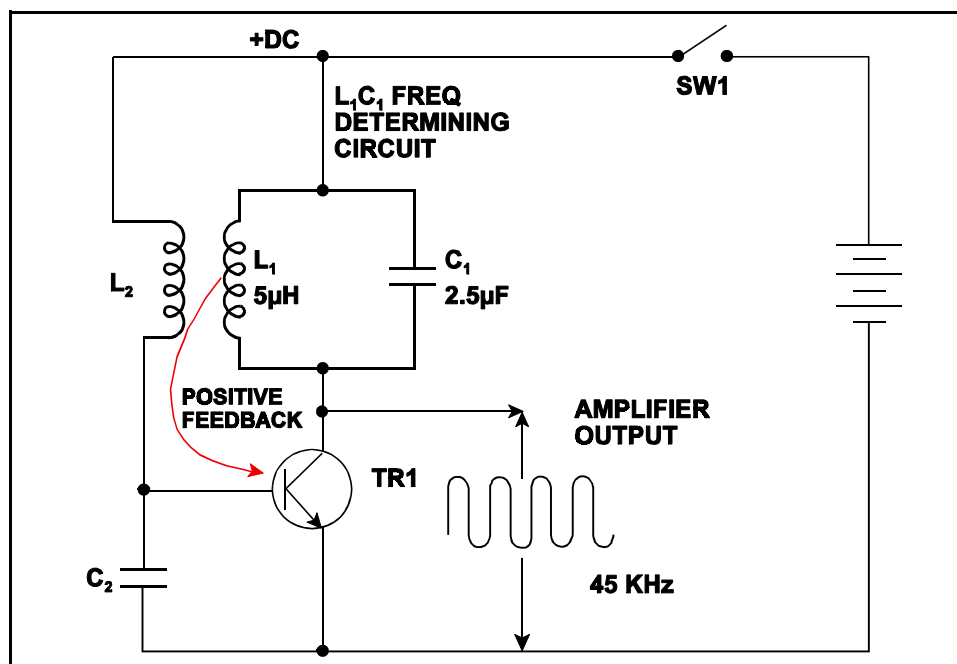 +DC
SW1
L₁C₁ FREQ
DETERMINING
CIRCUIT
L₂
L₁
5µH
C₁
2.5µF
POSITIVE
FEEDBACK
AMPLIFIER
OUTPUT
TR1
C₂
45 KHz